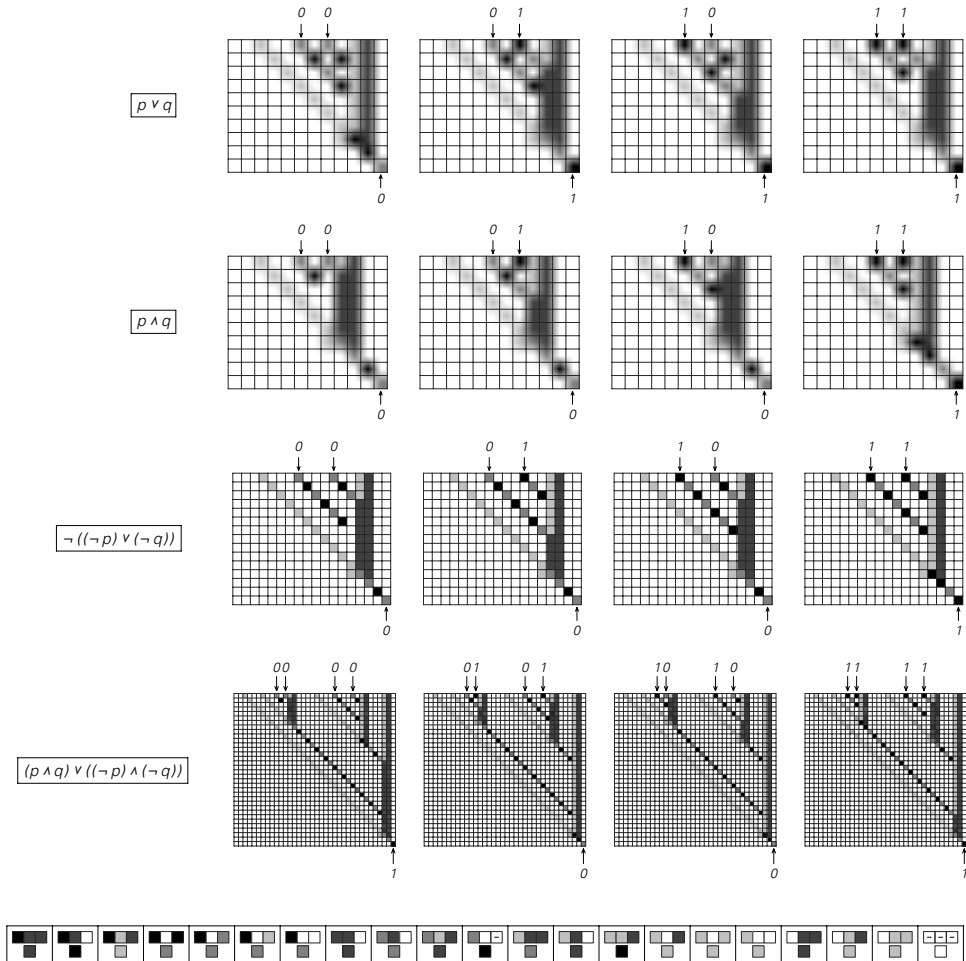 0 0 0 1 1 0 1 1
p ∨ q
0 1 1 1
0 0 0 1 1 0 1 1
p ∧ q
0 0 0 1
0 0 0 1 1 0 1 1
¬ ((¬ p) ∨ (¬ q))
0 0 0 1
00 0 0 01 0 1 10 1 0 11 1 1
(p ∧ q) ∨ ((¬ p) ∧ (¬ q))
1 0 0 1